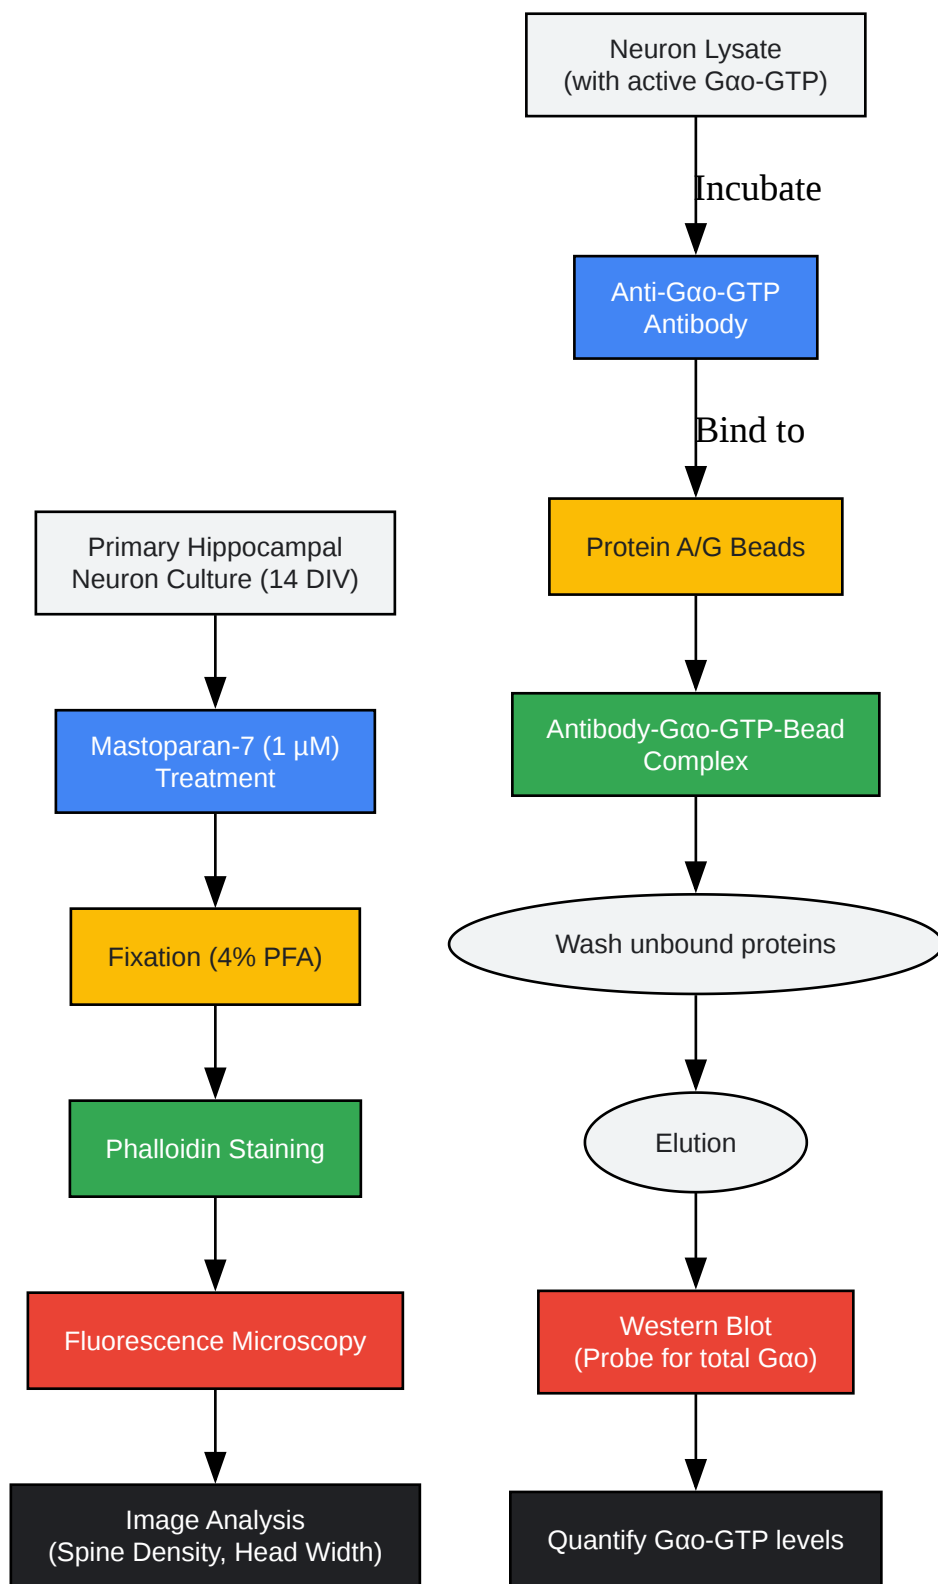 Neuron Lysate
(with active Gαo-GTP)
Incubate
Anti-Gαo-GTP
Antibody
Bind to
Protein A/G Beads
Antibody-Gαo-GTP-Bead
Complex
Wash unbound proteins
Elution
Western Blot
(Probe for total Gαo)
Quantify Gαo-GTP levels
Primary Hippocampal
Neuron Culture (14 DIV)
Mastoparan-7 (1 µM)
Treatment
Fixation (4% PFA)
Phalloidin Staining
Fluorescence Microscopy
Image Analysis
(Spine Density, Head Width)